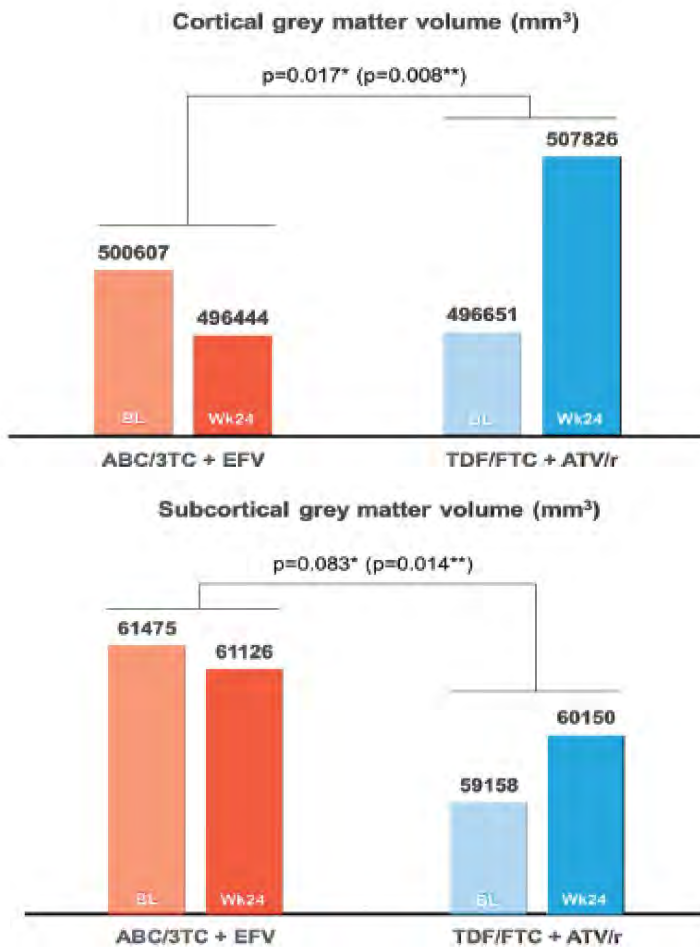 Cortical grey matter volume (mm³)
p=0.017* (p=0.008**)
507826
500607
496444
496651
BL
Wk24
BL
Wk24
ABC/3TC + EFV
TDF/FTC + ATV/r
Subcortical grey matter volume (mm³)
p=0.083* (p=0.014**)
61475
61126
60150
59158
BL
Wk24
BL
Wk24
ABC/3TC + EFV
TDF/FTC + ATV/r